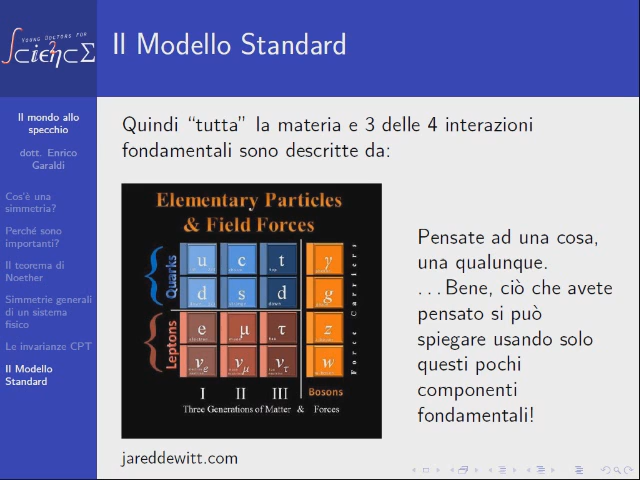 YOUNG DOCTORS FOR
Il Modello Standard
Il mondo allo
specchio
dott. Enrico
Garaldi
Cos'è una
simmetria?
Perché sono
importanti?
Il teorema di
Noether
Simmetrie generali
di un sistema
fisico
Le invarianze CPT
Il Modello
Standard
Quindi “tutta” la materia e 3 delle 4 interazioni
fondamentali sono descritte da:
Elementary Particles
& Field Forces
Quarks
u c t γ
d s d g
Leptons
e μ τ z
νe νμ ντ w
Force Carriers
I II III Bosons
Three Generations of Matter & Forces
jareddewitt.com
Pensate ad una cosa,
una qualunque.
...Bene, ciò che avete
pensato si può
spiegare usando solo
questi pochi
componenti
fondamentali!